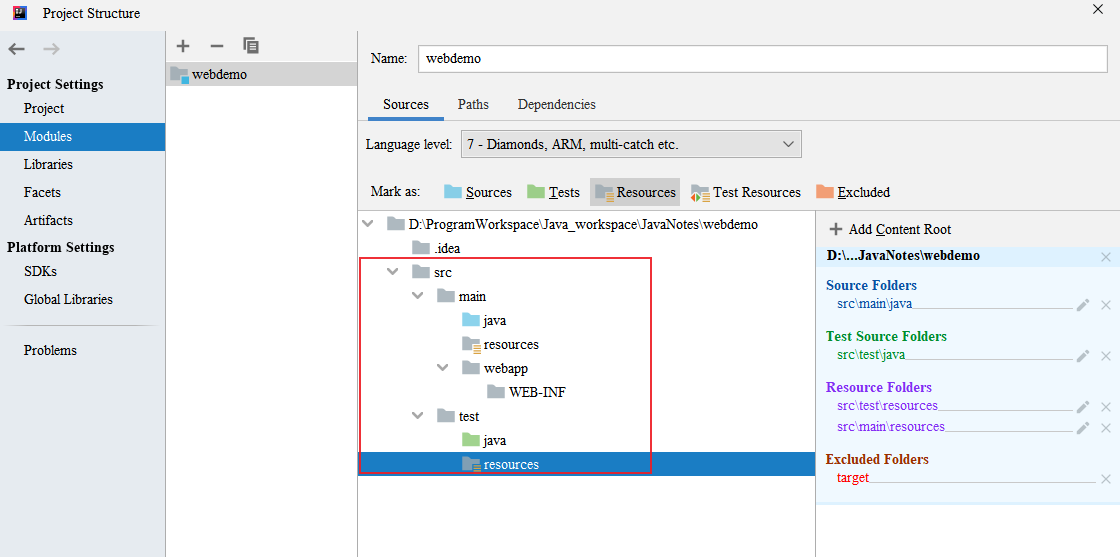 Project Structure
Project Settings
Project
Modules
Libraries
Facets
Artifacts
Platform Settings
SDKs
Global Libraries
Problems
webdemo
Name: webdemo
Sources Paths Dependencies
Language level: 7 - Diamonds, ARM, multi-catch etc.
Mark as: Sources Tests Resources Test Resources Excluded
D:\ProgramWorkspace\Java_workspace\JavaNotes\webdemo
.idea
src
main
java
resources
webapp
WEB-INF
test
java
resources
Add Content Root
D:\...JavaNotes\webdemo
Source Folders
src\main\java
Test Source Folders
src\test\java
Resource Folders
src\test\resources
src\main\resources
Excluded Folders
target